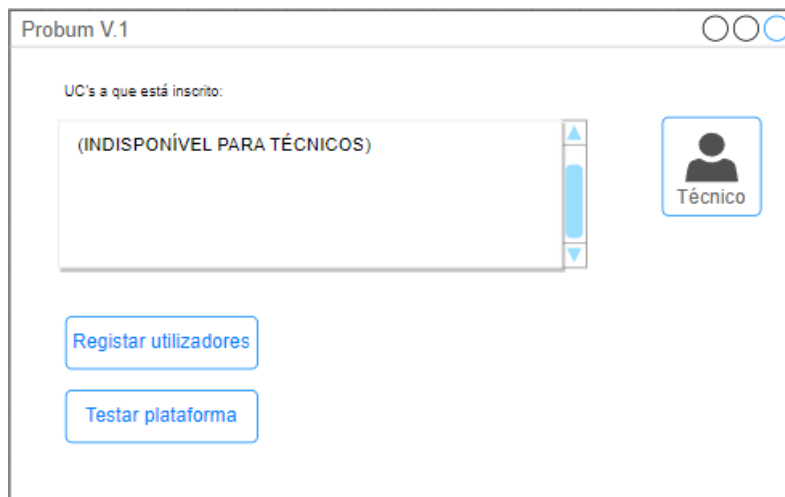 Probum V.1
UC's a que está inscrito:
(INDISPONÍVEL PARA TÉCNICOS)
Técnico
Registar utilizadores
Testar plataforma